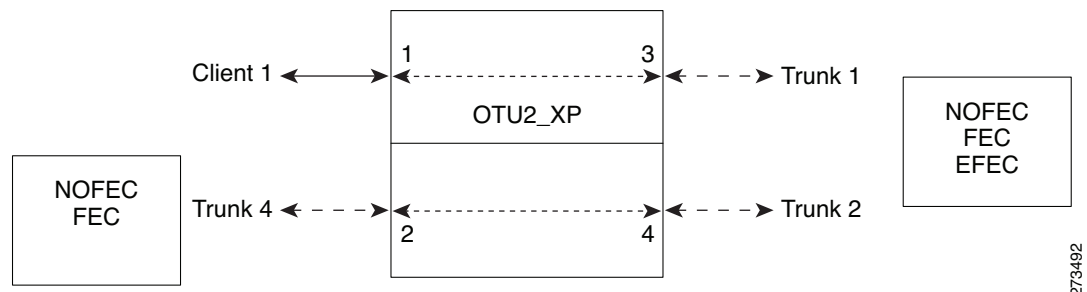 1 3
Client 1 Trunk 1
OTU2_XP
NOFEC
FEC
EFEC
NOFEC
FEC
Trunk 4 Trunk 2
2 4
273492